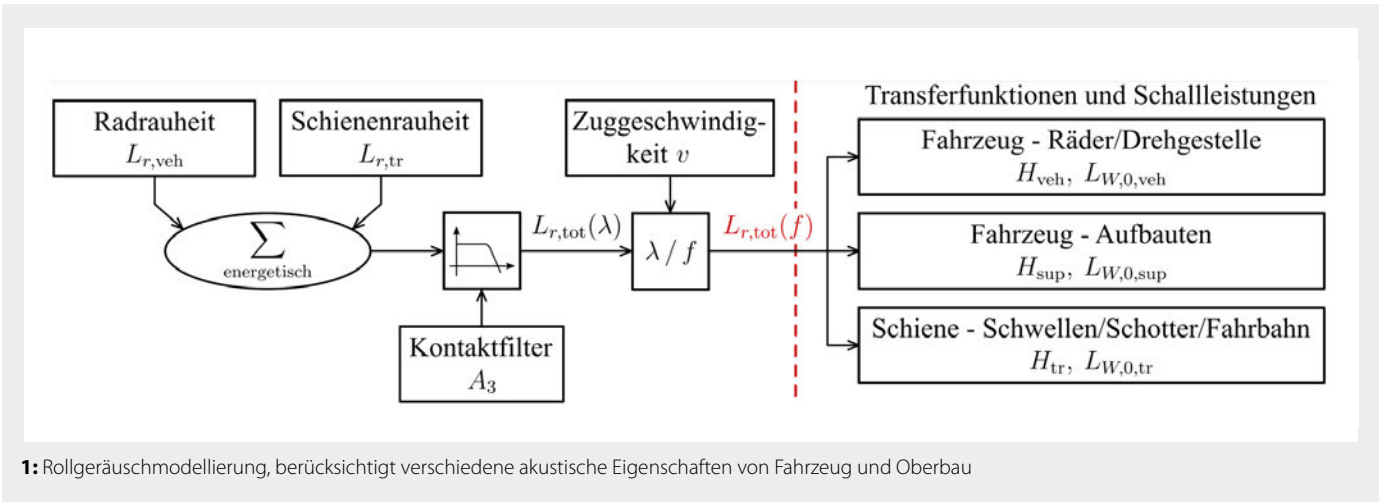 Radrauheit
L_{r,veh}
Schienenrauheit
L_{r,tr}
∑
energetisch
Kontaktfilter
A_3
L_{r,tot}(λ)
Zuggeschwindig-
keit v
λ / f
L_{r,tot}(f)
Transferfunktionen und Schallleistungen
Fahrzeug - Räder/Drehgestelle
H_{veh}, L_{W,0,veh}
Fahrzeug - Aufbauten
H_{sup}, L_{W,0,sup}
Schiene - Schwellen/Schotter/Fahrbahn
H_{tr}, L_{W,0,tr}
1: Rollgeräuschmodellierung, berücksichtigt verschiedene akustische Eigenschaften von Fahrzeug und Oberbau